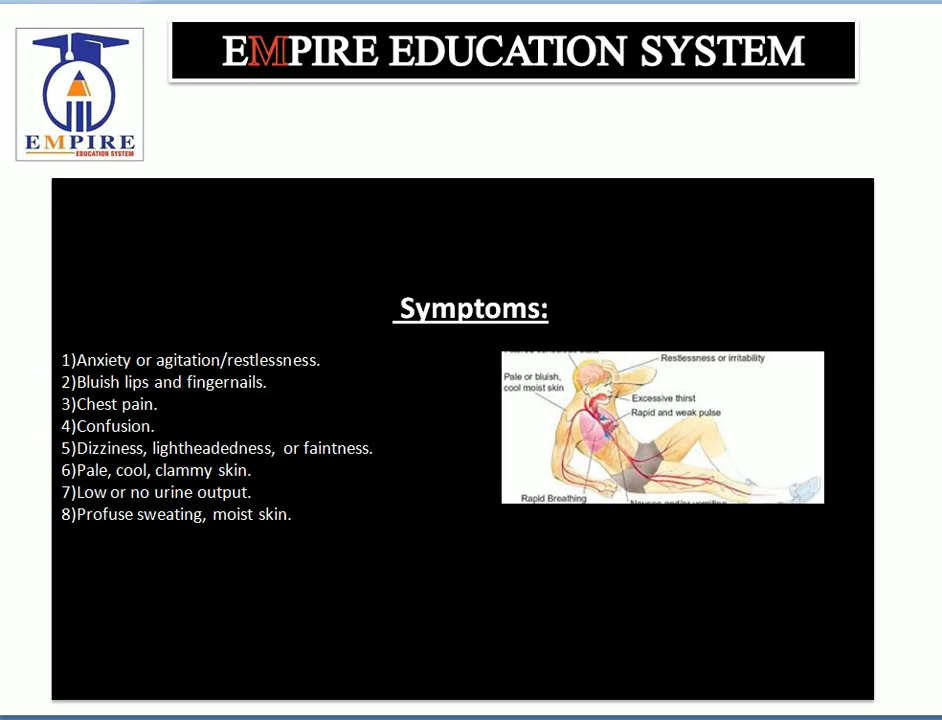 EMPIRE EDUCATION SYSTEM
EMPIRE
EDUCATION SYSTEM
Symptoms:
1)Anxiety or agitation/restlessness.
2)Bluish lips and fingernails.
3)Chest pain.
4)Confusion.
5)Dizziness, lightheadedness, or faintness.
6)Pale, cool, clammy skin.
7)Low or no urine output.
8)Profuse sweating, moist skin.
Restlessness or irritability
Pale or bluish,
cool moist skin
Excessive thirst
Rapid and weak pulse
Rapid Breathing